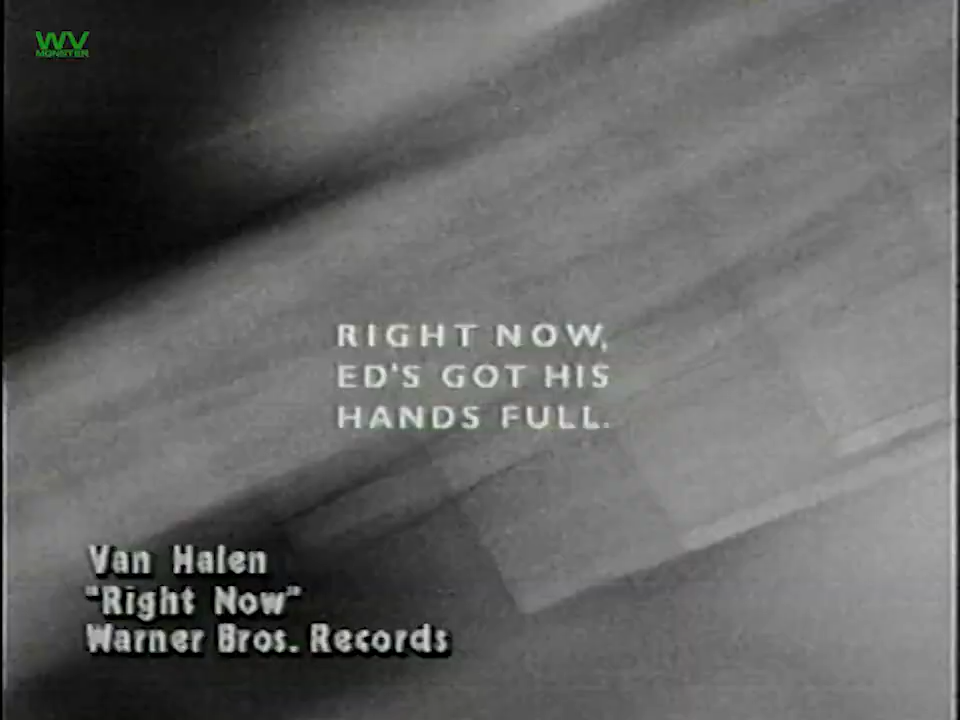 WV
MONSTER
RIGHT NOW,
ED'S GOT HIS
HANDS FULL.
Van Halen
"Right Now"
Warner Bros. Records